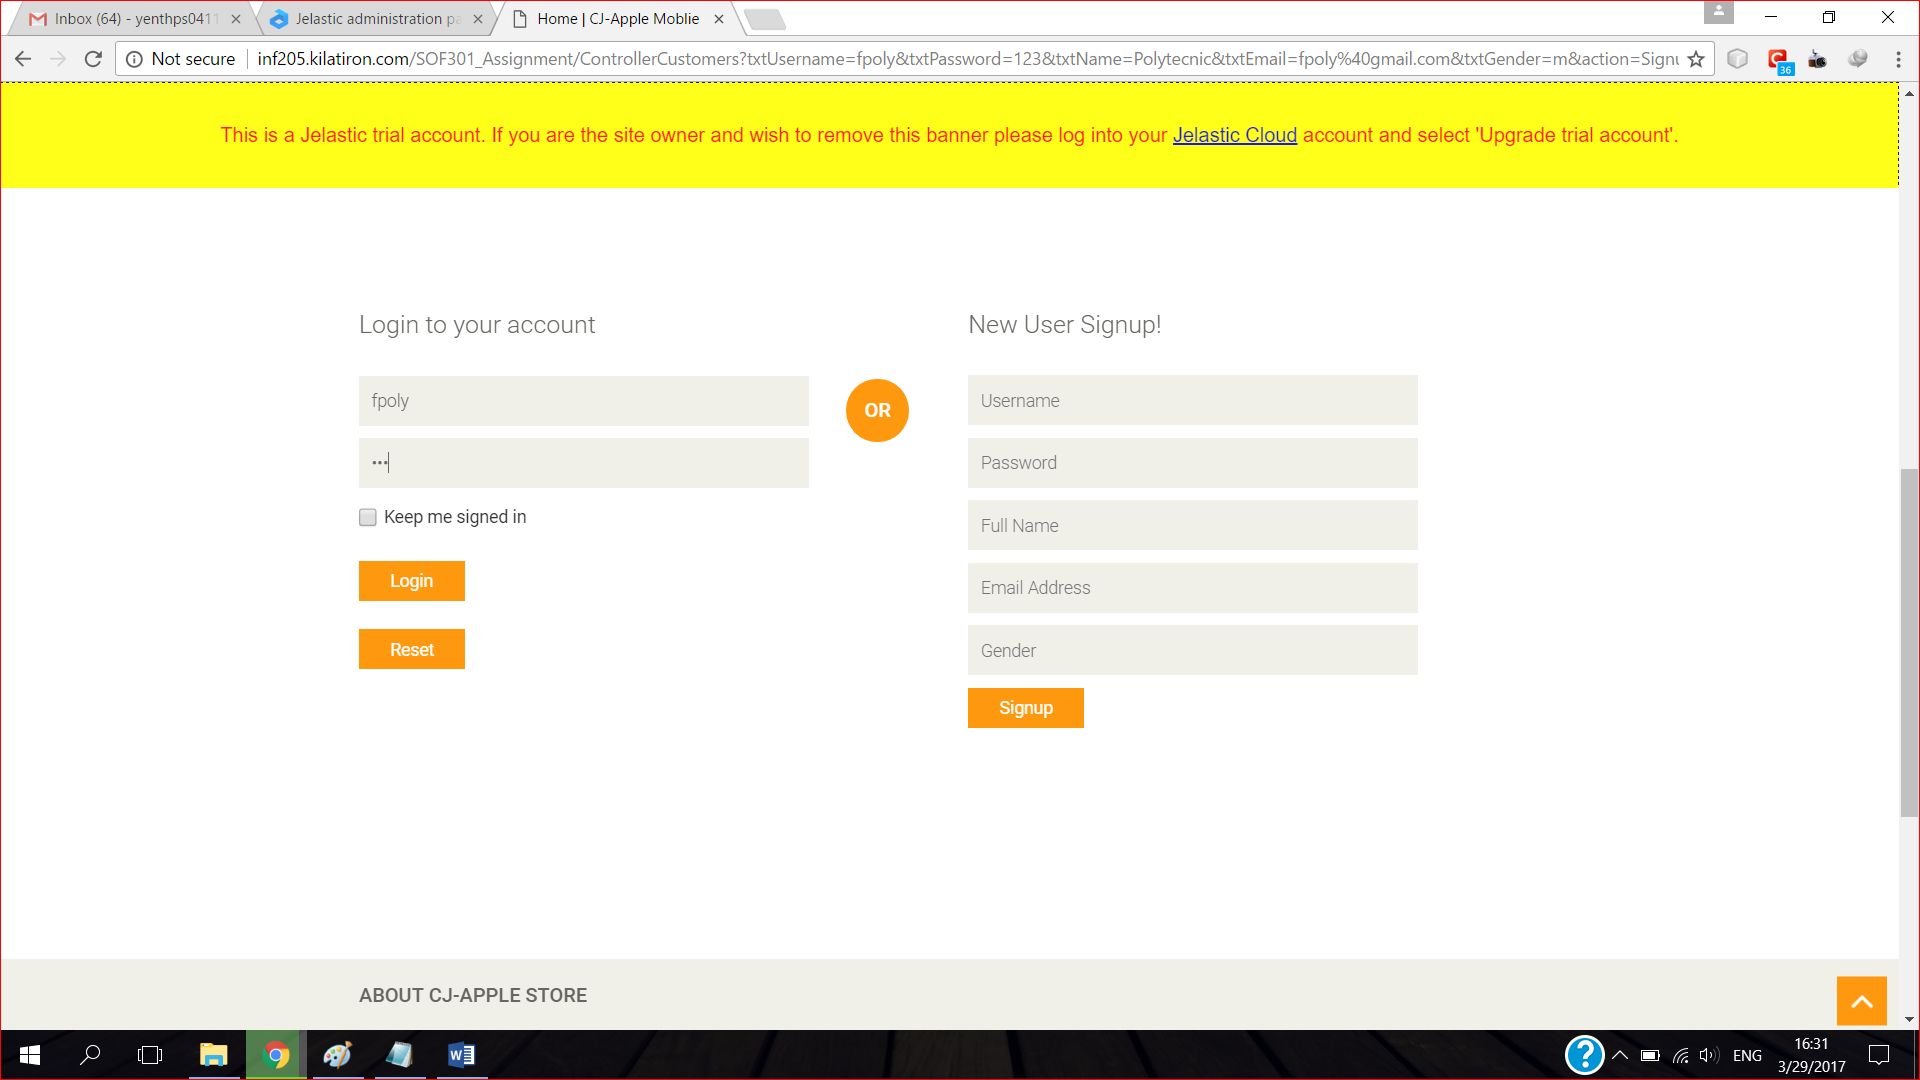 Inbox (64) - yenthps0411
Jelastic administration pa
Home | CJ-Apple Moblie
Not secure
inf205.kilatiron.com/SOF301_Assignment/ControllerCustomers?txtUsername=fpoly&txtPassword=123&txtName=Polytecnic&txtEmail=fpoly%40gmail.com&txtGender=m&action=Signu
36
This is a Jelastic trial account. If you are the site owner and wish to remove this banner please log into your Jelastic Cloud account and select 'Upgrade trial account'.
Login to your account
fpoly
•••
Keep me signed in
Login
Reset
OR
New User Signup!
Username
Password
Full Name
Email Address
Gender
Signup
ABOUT CJ-APPLE STORE
ENG
16:31
3/29/2017